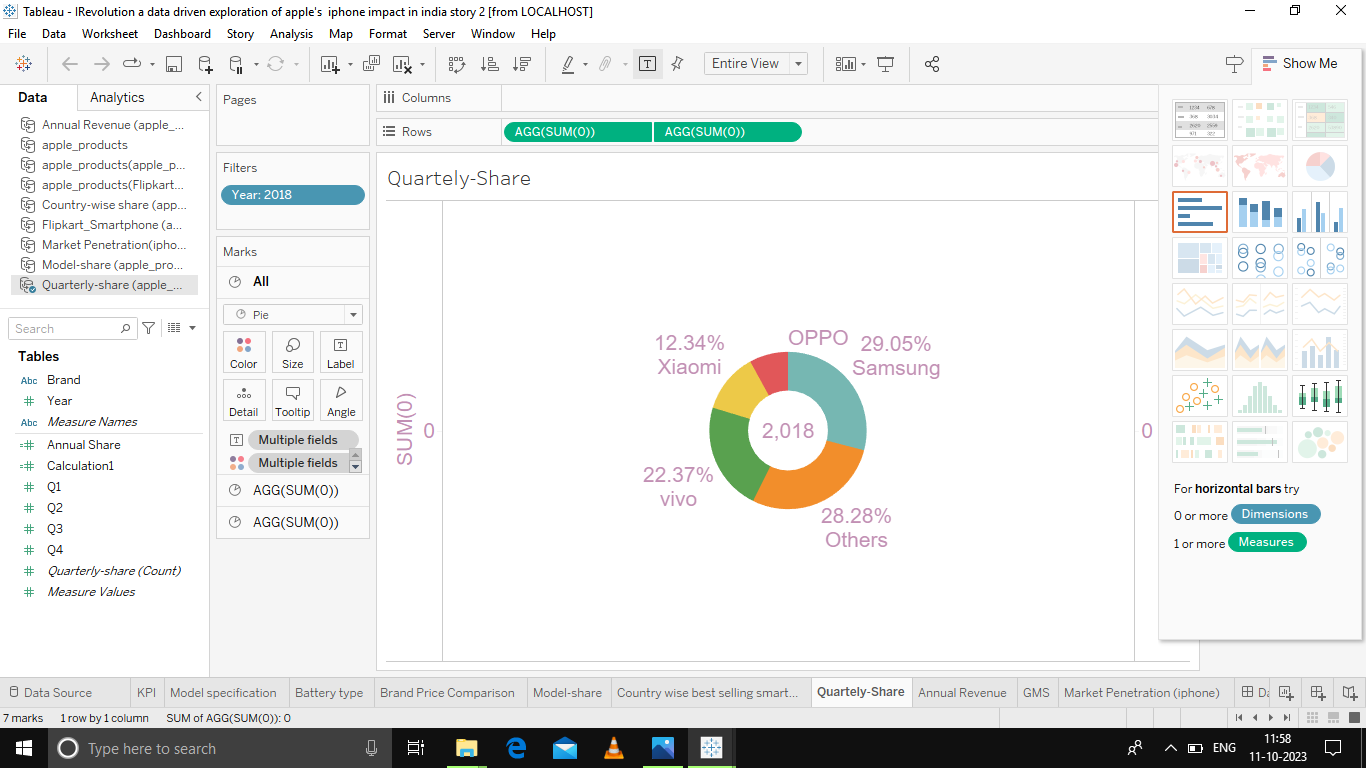 Tableau - IRevolution a data driven exploration of apple's iphone impact in india story 2 [from LOCALHOST]
File Data Worksheet Dashboard Story Analysis Map Format Server Window Help
Entire View
Show Me
Data Analytics
Annual Revenue (apple_...
apple_products
apple_products(apple_p...
apple_products(Flipkart...
Country-wise share (app...
Flipkart_Smartphone (a...
Market Penetration(ipho...
Model-share (apple_pro...
Quarterly-share (apple_...
Search
Tables
Abc Brand
# Year
Abc Measure Names
=# Annual Share
=# Calculation1
# Q1
# Q2
# Q3
# Q4
# Quarterly-share (Count)
# Measure Values
Pages
Filters
Year: 2018
Marks
All
Pie
Color Size Label
Detail Tooltip Angle
Multiple fields
Multiple fields
AGG(SUM(0))
AGG(SUM(0))
Columns
Rows AGG(SUM(0)) AGG(SUM(0))
Quartely-Share
SUM(0)
0
12.34%
Xiaomi
OPPO
29.05%
Samsung
2,018
22.37%
vivo
28.28%
Others
0
For horizontal bars try
0 or more Dimensions
1 or more Measures
Data Source KPI Model specification Battery type Brand Price Comparison Model-share Country wise best selling smart... Quartely-Share Annual Revenue GMS Market Penetration (iphone)
7 marks 1 row by 1 column SUM of AGG(SUM(0)): 0
Type here to search
ENG
11:58
11-10-2023